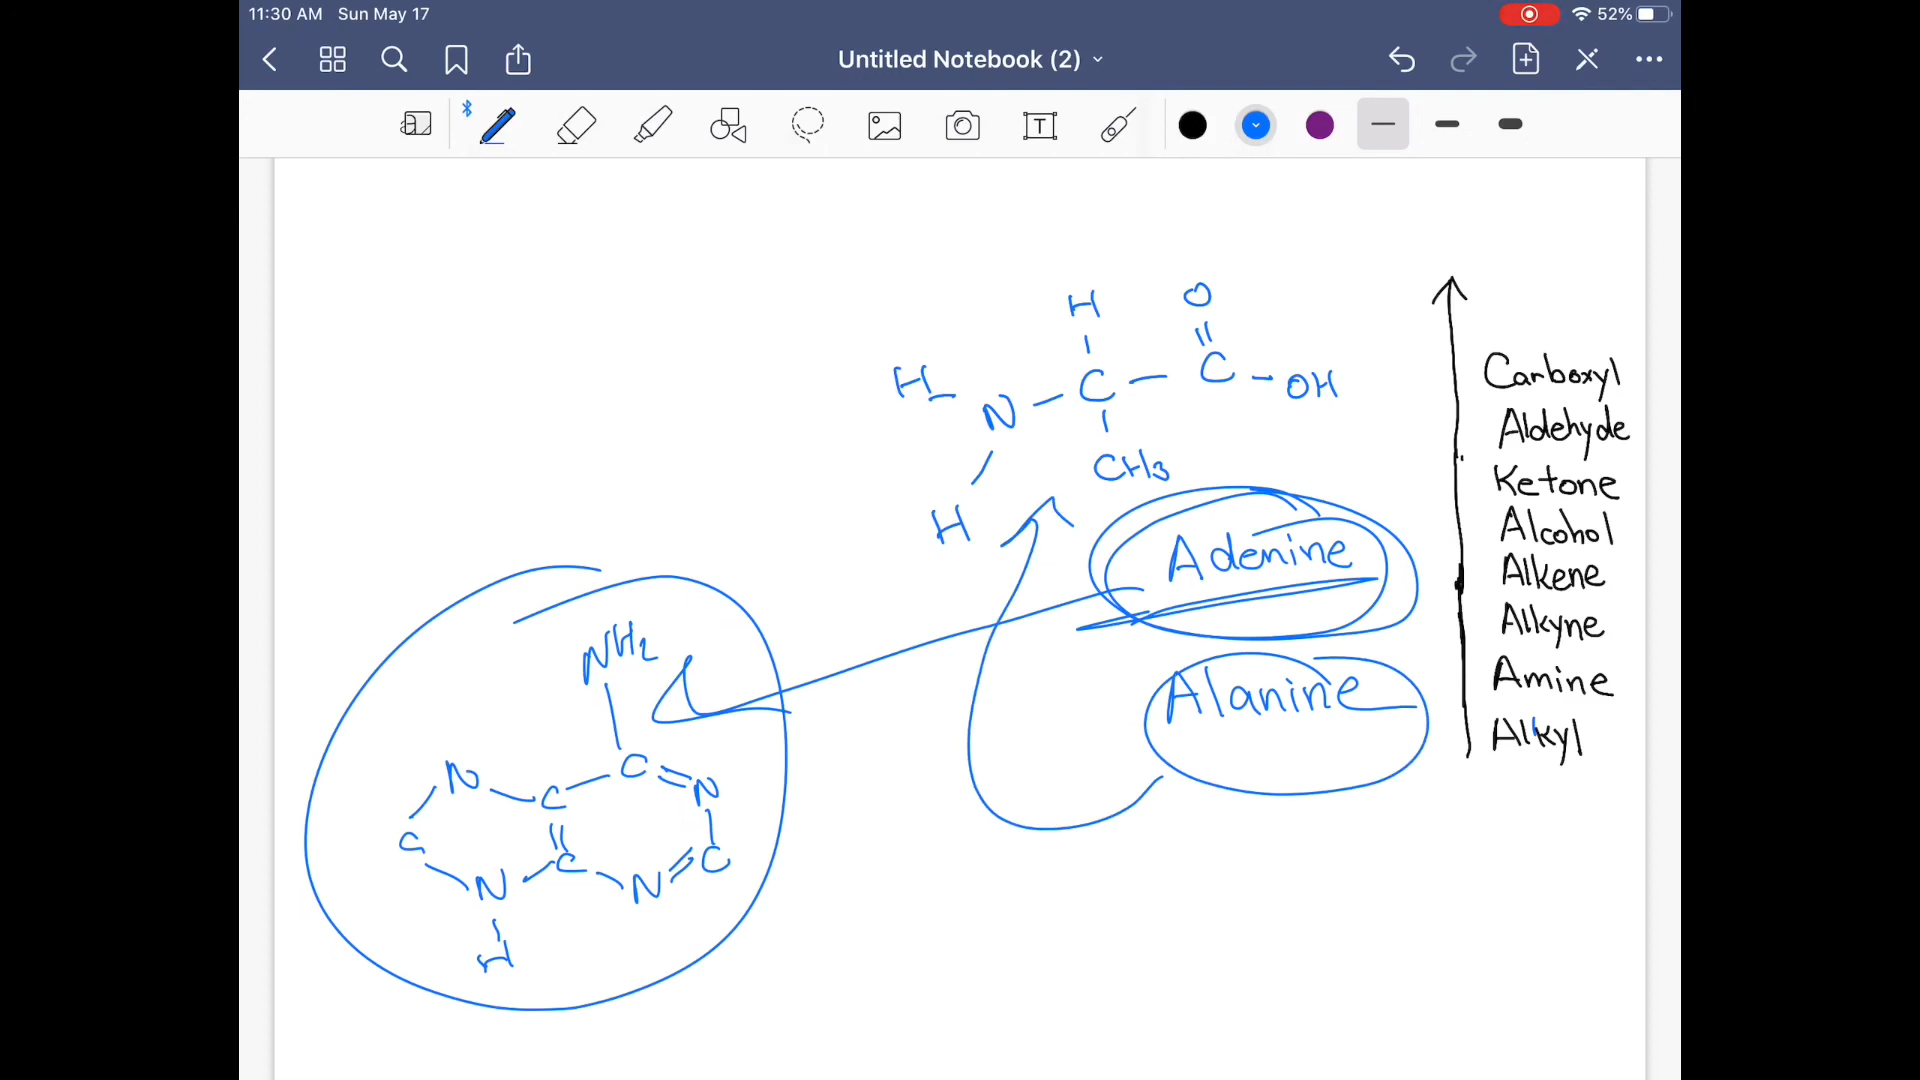 11:30 AM Sun May 17
52%
Untitled Notebook (2)
H
O
H
N
C
C
OH
CH3
H
Carboxyl
Aldehyde
Ketone
Alcohol
Alkene
Alkyne
Amine
Alkyl
Adenine
Alanine
NH2
N
C
C
N
C
N
C
N
C
H